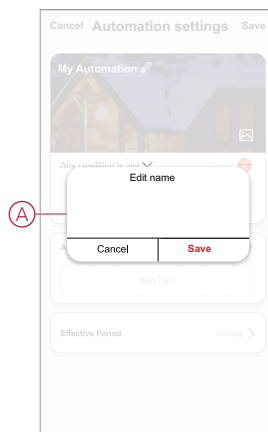 Cancel Automation settings Save
My Automation
Any condition is met
Edit name
A
Cancel Save
A
Add Task
Effective Period All-Day